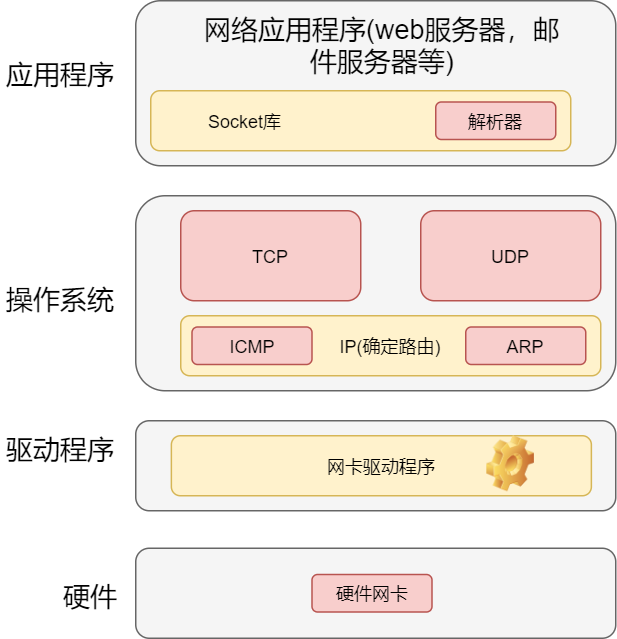 网络应用程序(web服务器，邮
件服务器等)
应用程序
Socket库
解析器
TCP
UDP
操作系统
ICMP
IP(确定路由)
ARP
驱动程序
网卡驱动程序
硬件
硬件网卡